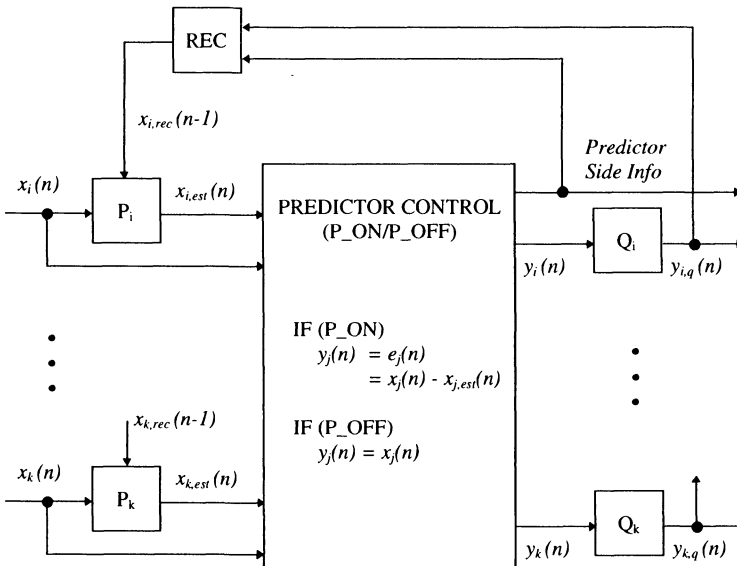 REC
x_{i,rec}(n-1)
Predictor
Side Info
x_i(n)
P_i
x_{i,est}(n)
PREDICTOR CONTROL
(P_ON/P_OFF)
Q_i
y_i(n)
y_{i,q}(n)
IF (P_ON)
y_j(n) = e_j(n)
= x_j(n) - x_{j,est}(n)
IF (P_OFF)
y_j(n) = x_j(n)
x_{k,rec}(n-1)
x_k(n)
P_k
x_{k,est}(n)
Q_k
y_k(n)
y_{k,q}(n)